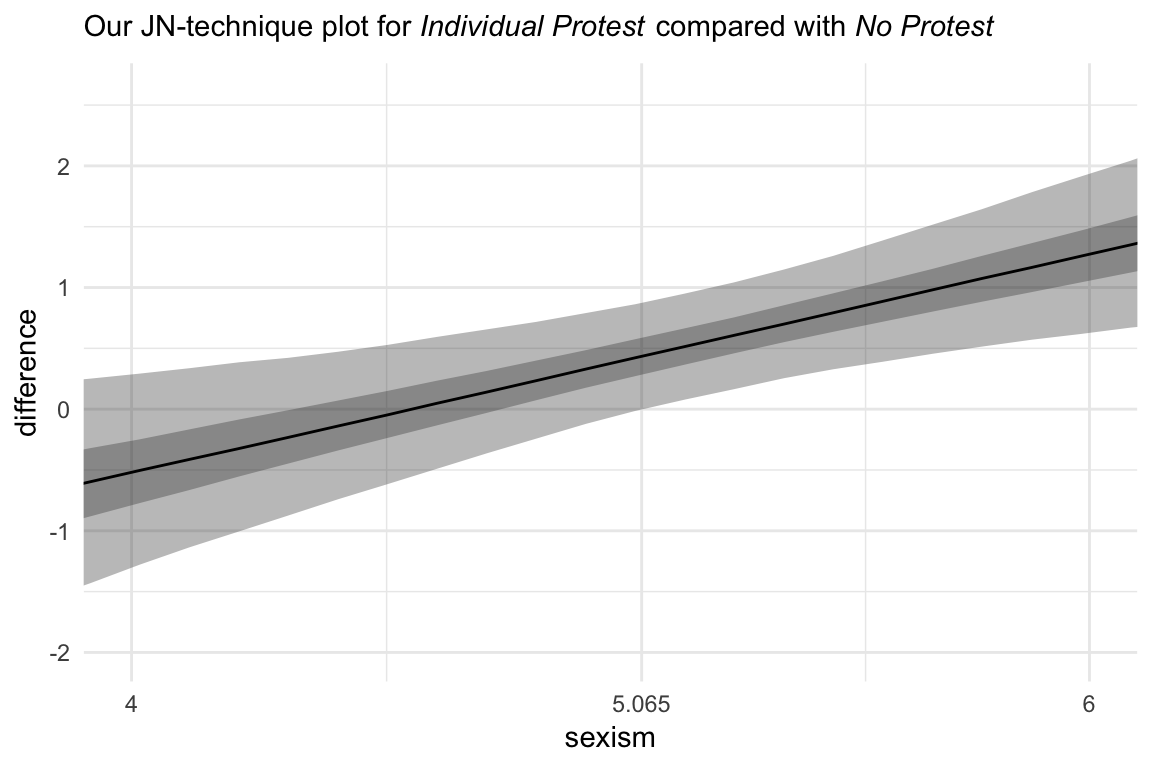 Our JN-technique plot for Individual Protest compared with No Protest
2
1
0
-1
-2
difference
4 5.065 6
sexism